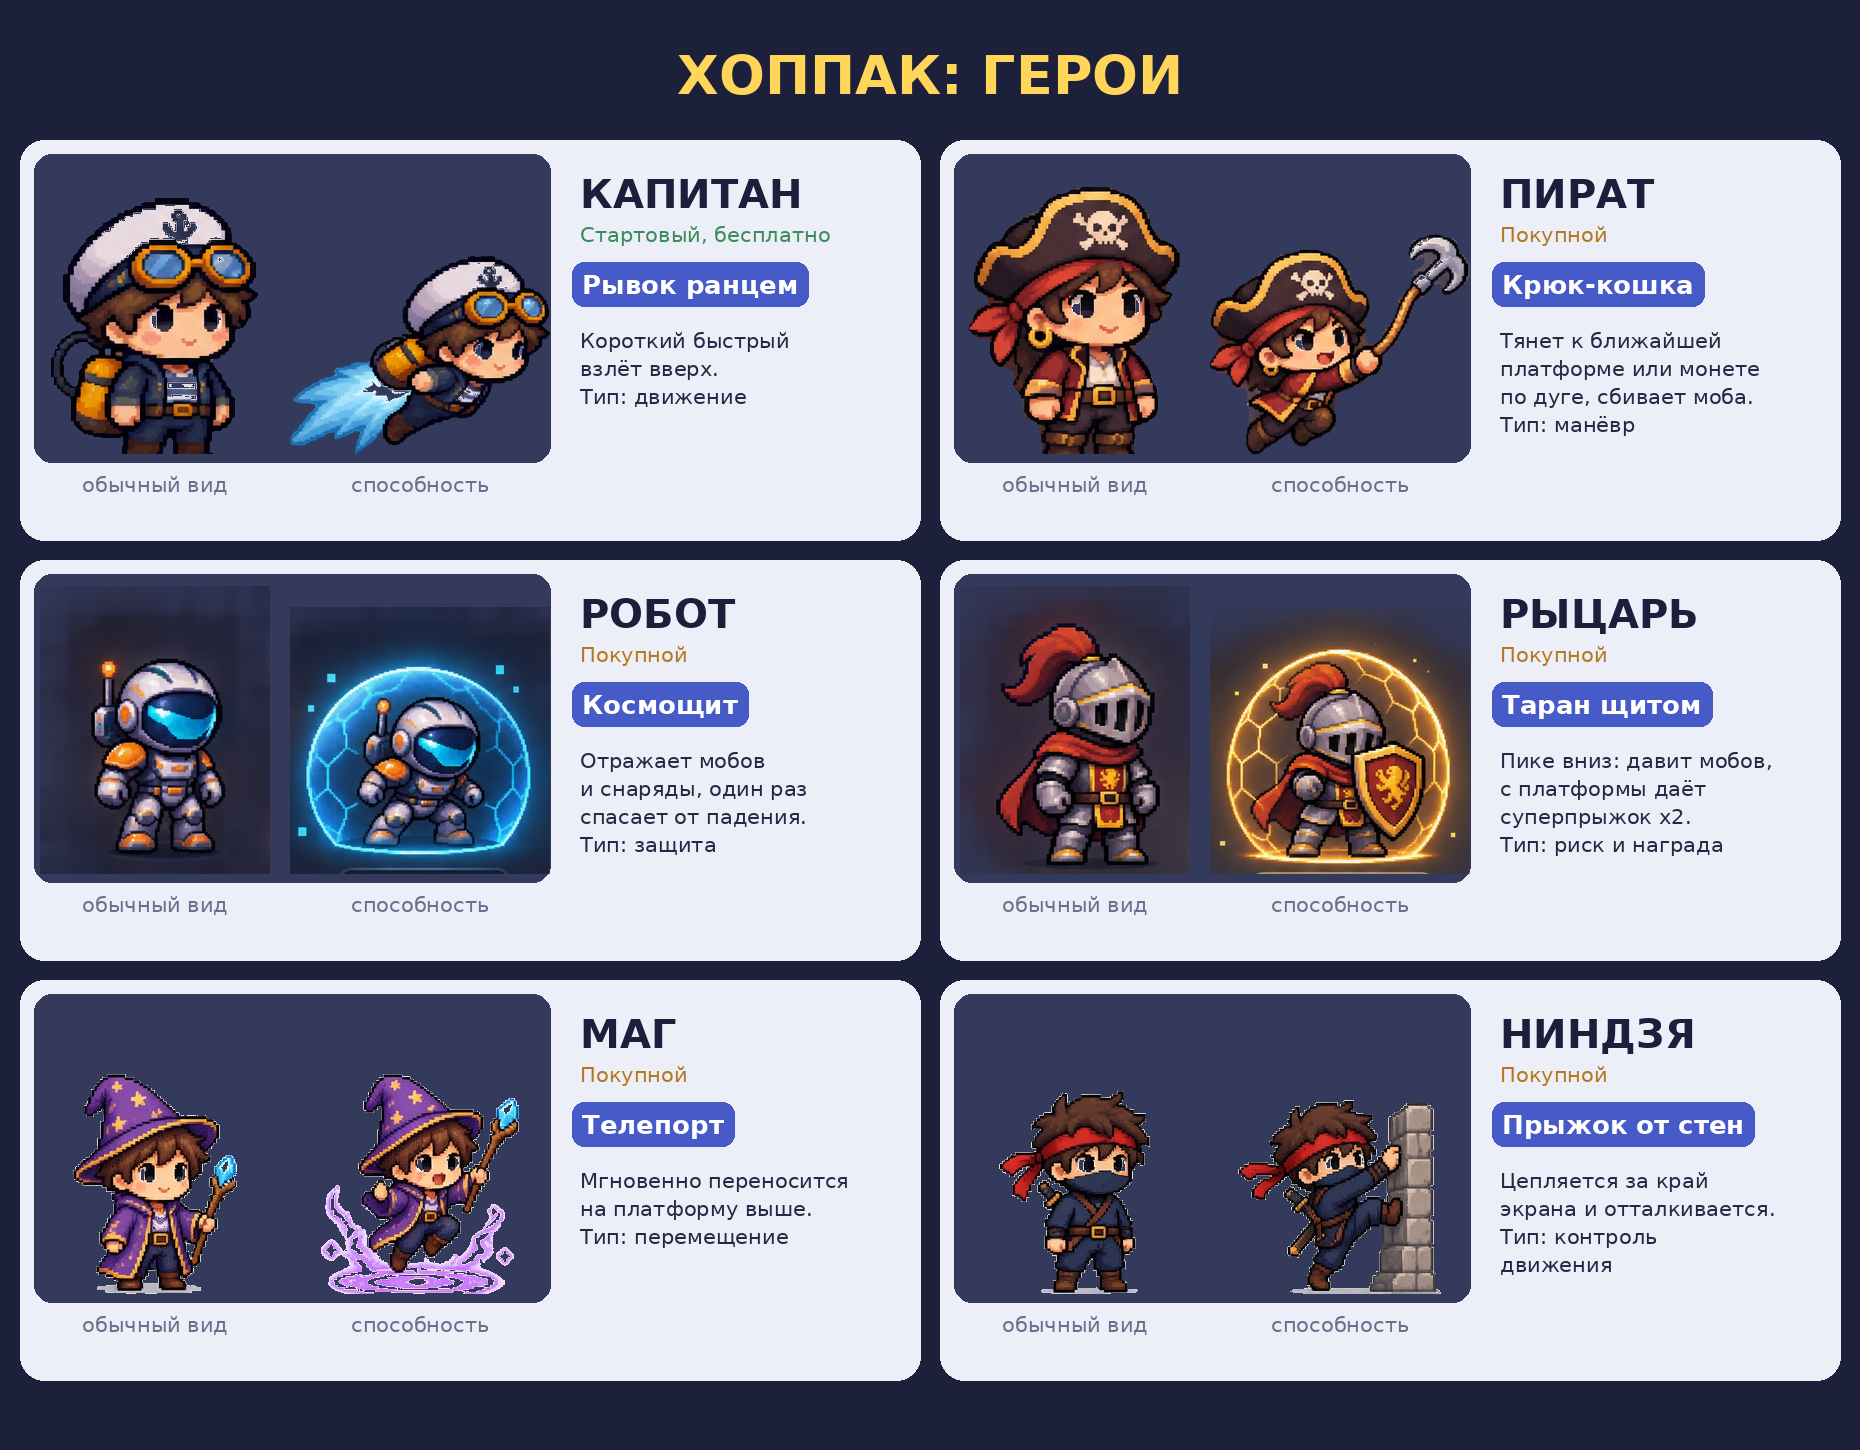 ХОППАК: ГЕРОИ
КАПИТАН
Стартовый, бесплатно
Рывок ранцем
Короткий быстрый
взлёт вверх.
Тип: движение
обычный вид
способность
ПИРАТ
Покупной
Крюк-кошка
Тянет к ближайшей
платформе или монете
по дуге, сбивает моба.
Тип: манёвр
обычный вид
способность
РОБОТ
Покупной
Космощит
Отражает мобов
и снаряды, один раз
спасает от падения.
Тип: защита
обычный вид
способность
РЫЦАРЬ
Покупной
Таран щитом
Пике вниз: давит мобов,
с платформы даёт
суперпрыжок x2.
Тип: риск и награда
обычный вид
способность
МАГ
Покупной
Телепорт
Мгновенно переносится
на платформу выше.
Тип: перемещение
обычный вид
способность
НИНДЗЯ
Покупной
Прыжок от стен
Цепляется за край
экрана и отталкивается.
Тип: контроль
движения
обычный вид
способность